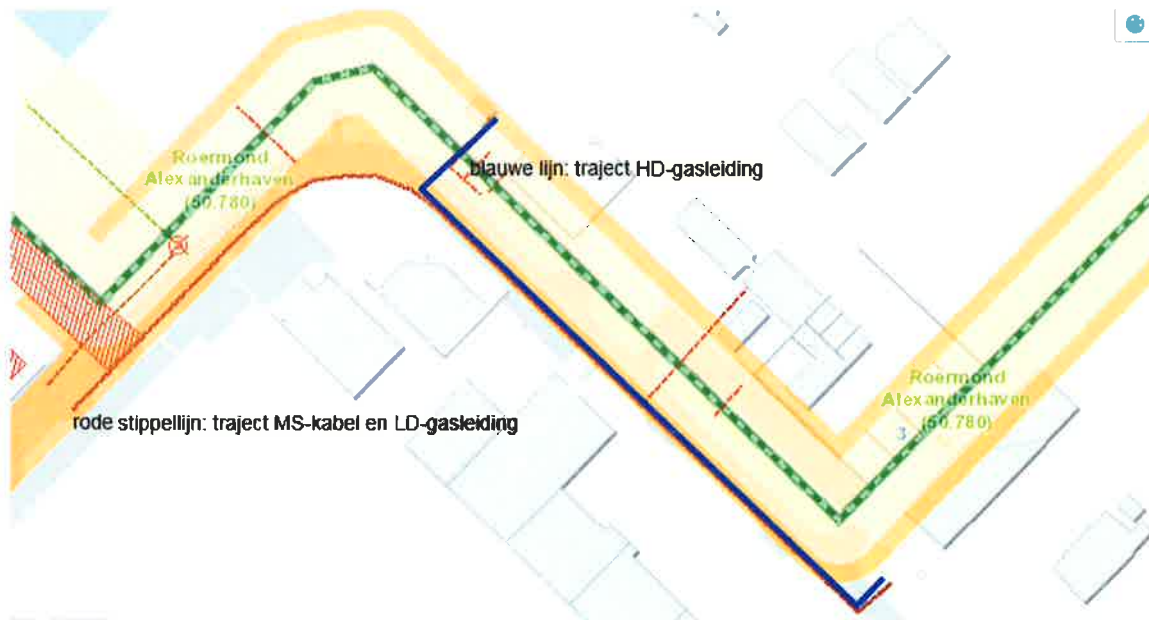 blauwe lijn: traject HD-gasleiding
Roermond
Alexanderhaven
(50.780)
rode stippellijn: traject MS-kabel en LD-gasleiding
Roermond
Alexanderhaven
(50.780)
3